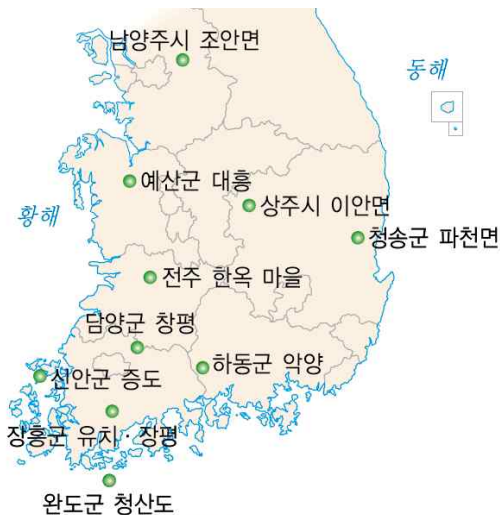 남양주시 조안면
동해
예산군 대흥
상주시 이안면
황해
청송군 파천면
전주 한옥 마을
담양군 창평
하동군 악양
신안군 증도
장흥군 유치·장평
완도군 청산도